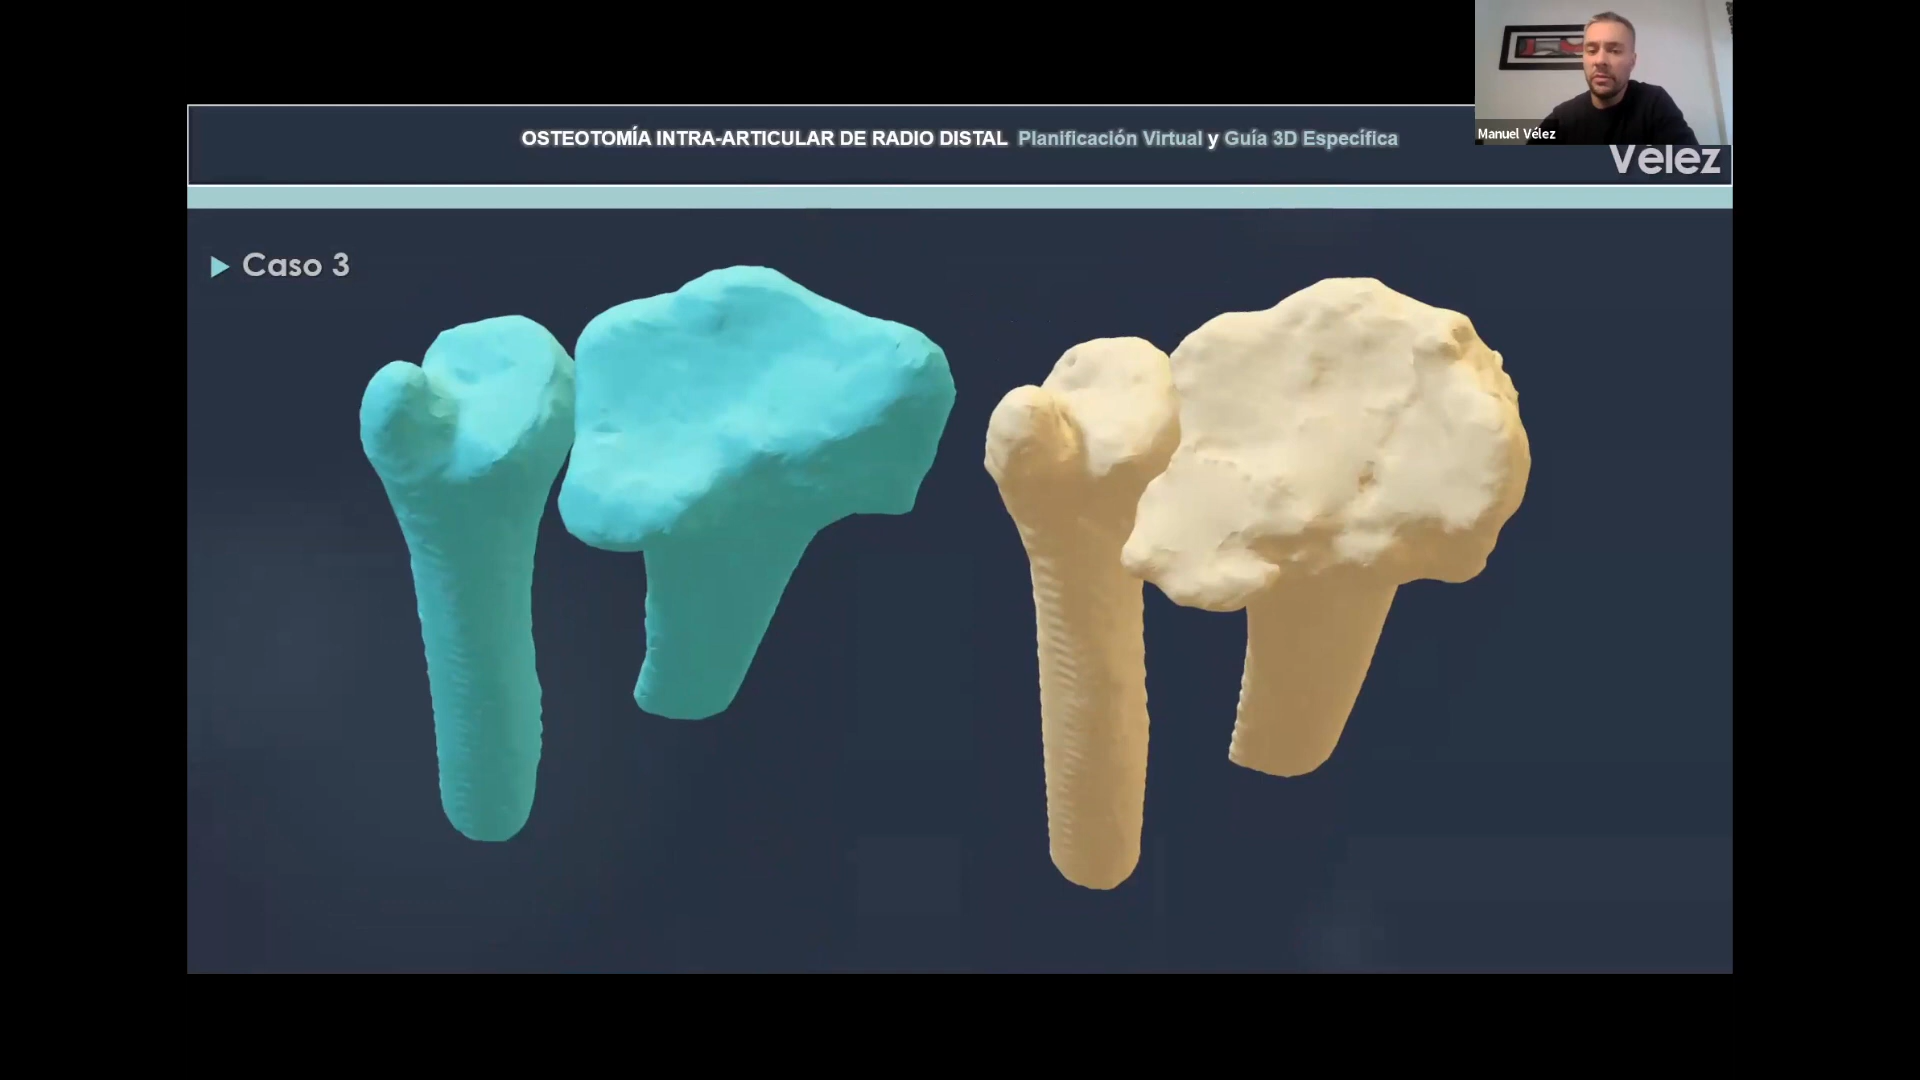 OSTEOTOMÍA INTRA-ARTICULAR DE RADIO DISTAL Planificación Virtual y Guía 3D Específica
Manuel Vélez
Vélez
Caso 3